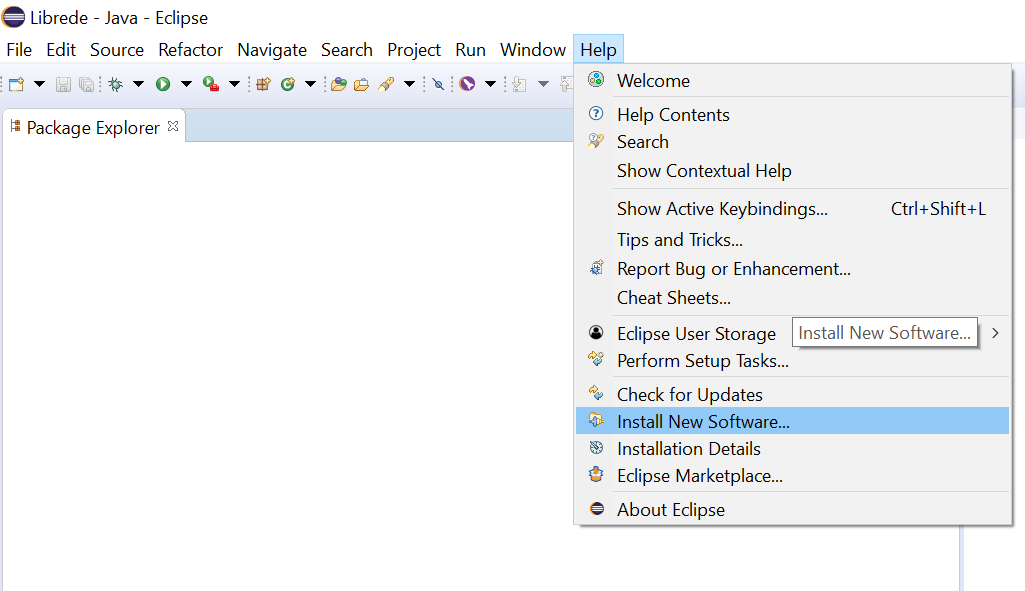 Librede - Java - Eclipse
File Edit Source Refactor Navigate Search Project Run Window Help
Package Explorer
Welcome
Help Contents
Search
Show Contextual Help
Show Active Keybindings... Ctrl+Shift+L
Tips and Tricks...
Report Bug or Enhancement...
Cheat Sheets...
Eclipse User Storage
Install New Software...
Perform Setup Tasks...
Check for Updates
Install New Software...
Installation Details
Eclipse Marketplace...
About Eclipse